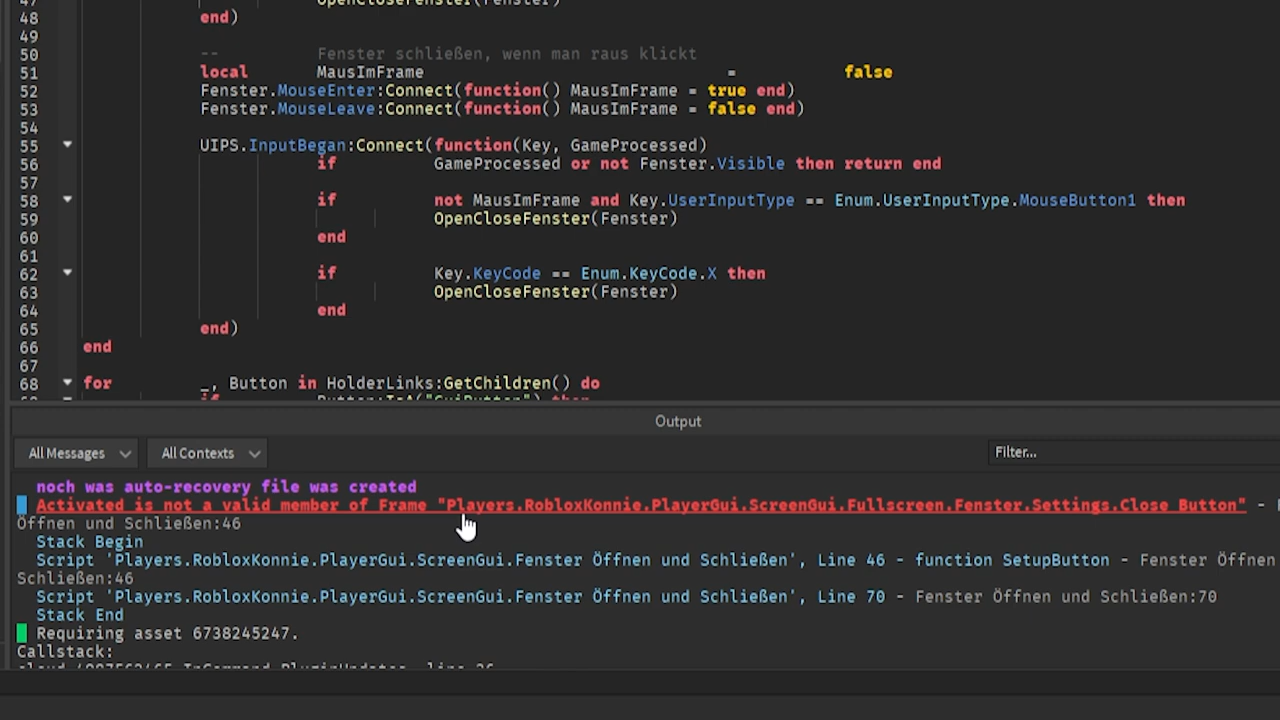 47 OpenCloseFenster(Fenster)
48 end)
49
50 -- Fenster schließen, wenn man raus klickt
51 local MausImFrame = false
52 Fenster.MouseEnter:Connect(function() MausImFrame = true end)
53 Fenster.MouseLeave:Connect(function() MausImFrame = false end)
54
55 UIPS.InputBegan:Connect(function(Key, GameProcessed)
56 if GameProcessed or not Fenster.Visible then return end
57
58 if not MausImFrame and Key.UserInputType == Enum.UserInputType.MouseButton1 then
59 OpenCloseFenster(Fenster)
60 end
61
62 if Key.KeyCode == Enum.KeyCode.X then
63 OpenCloseFenster(Fenster)
64 end
65 end)
66 end
67
68 for _, Button in HolderLinks:GetChildren() do
if Button:IsA("GuiButton") then
Output
All Messages All Contexts Filter...
noch was auto-recovery file was created
Activated is not a valid member of Frame "Players.RobloxKonnie.PlayerGui.ScreenGui.Fullscreen.Fenster.Settings.Close Button" -
Öffnen und Schließen:46
Stack Begin
Script 'Players.RobloxKonnie.PlayerGui.ScreenGui.Fenster Öffnen und Schließen', Line 46 - function SetupButton - Fenster Öffnen
Schließen:46
Script 'Players.RobloxKonnie.PlayerGui.ScreenGui.Fenster Öffnen und Schließen', Line 70 - Fenster Öffnen und Schließen:70
Stack End
Requiring asset 6738245247.
Callstack: